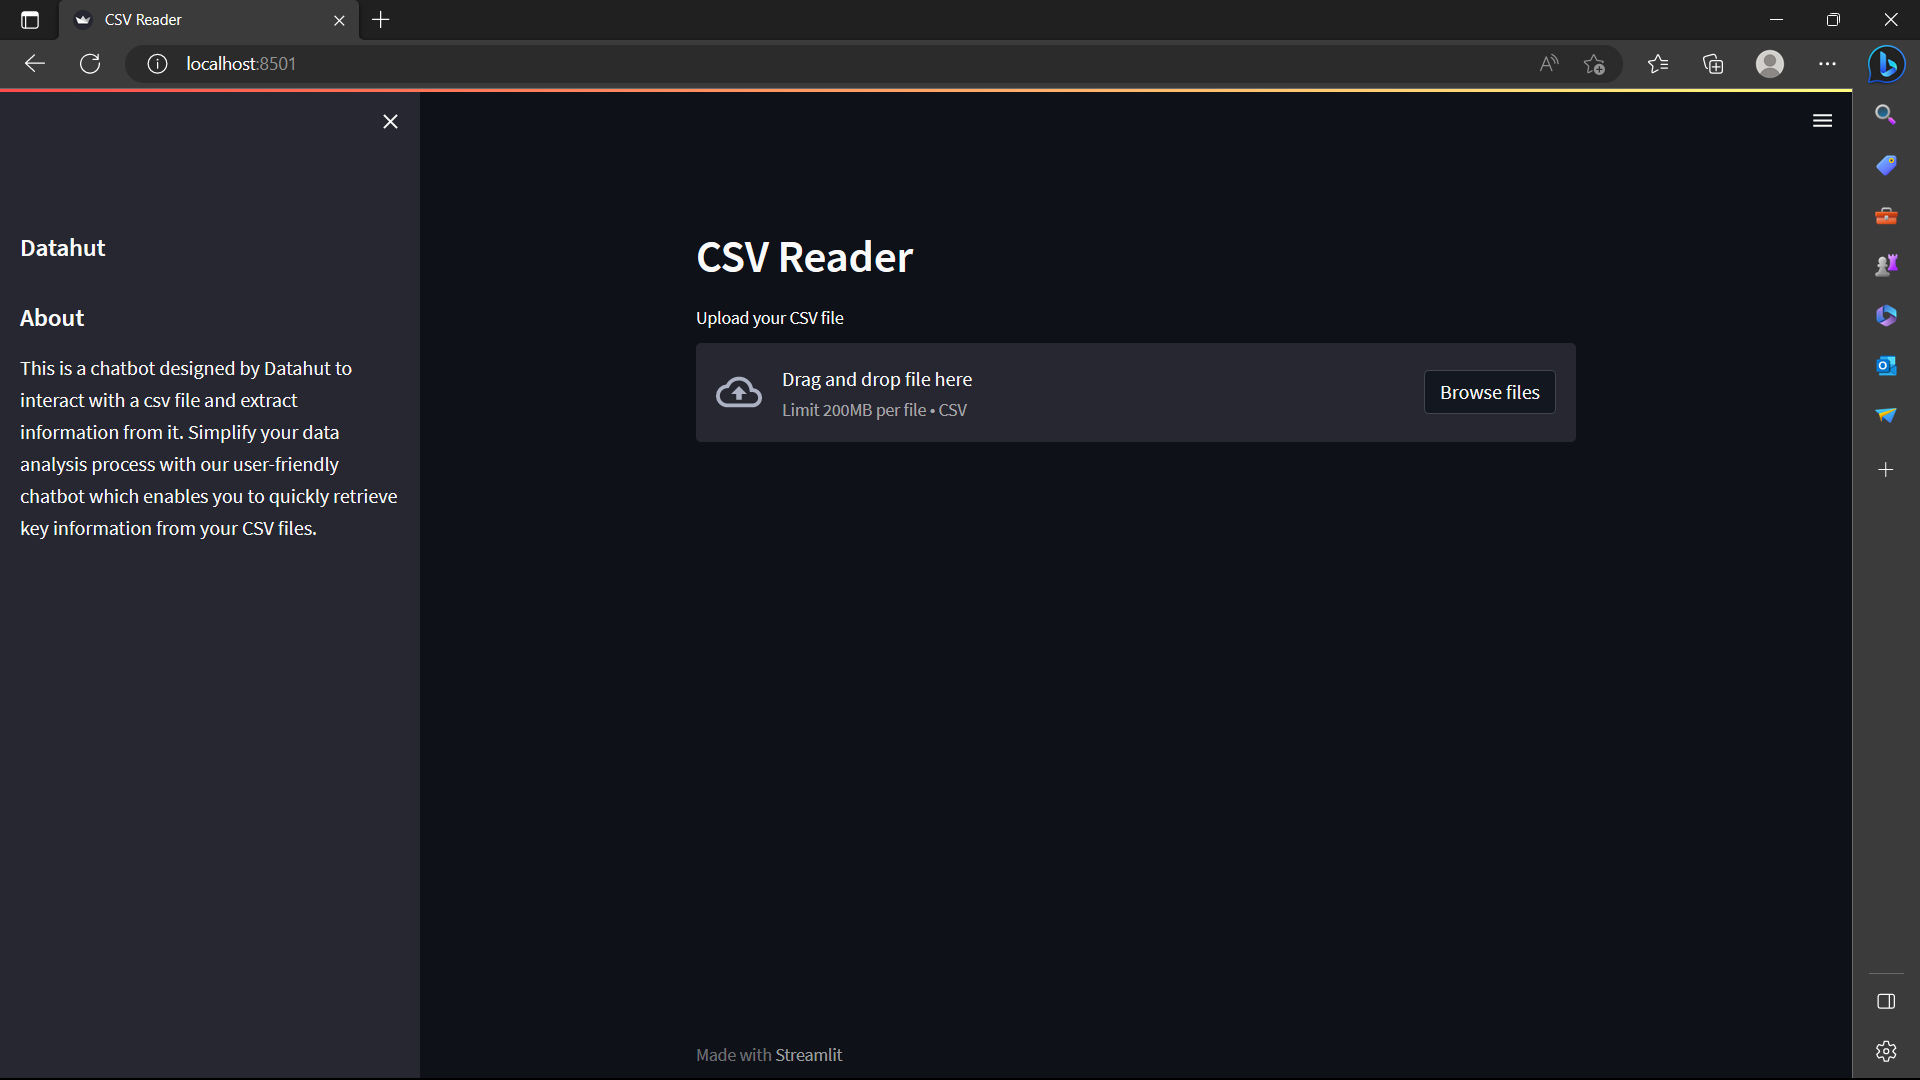 CSV Reader
localhost:8501
Datahut
About
This is a chatbot designed by Datahut to
interact with a csv file and extract
information from it. Simplify your data
analysis process with our user-friendly
chatbot which enables you to quickly retrieve
key information from your CSV files.
CSV Reader
Upload your CSV file
Drag and drop file here
Limit 200MB per file • CSV
Browse files
Made with Streamlit